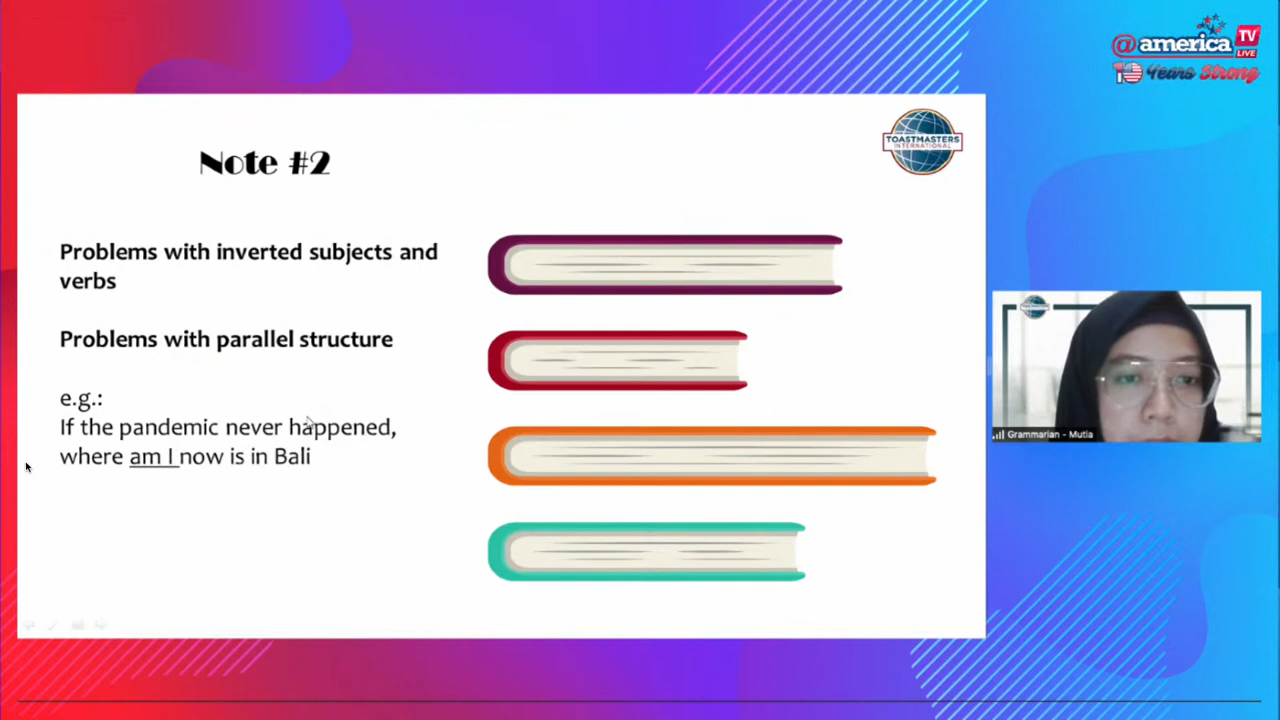 @america TV
LIVE
10 Years Strong
TOASTMASTERS
INTERNATIONAL
Note #2
Problems with inverted subjects and
verbs
Problems with parallel structure
e.g.:
If the pandemic never happened,
where am I now is in Bali
Grammarian - Mutia